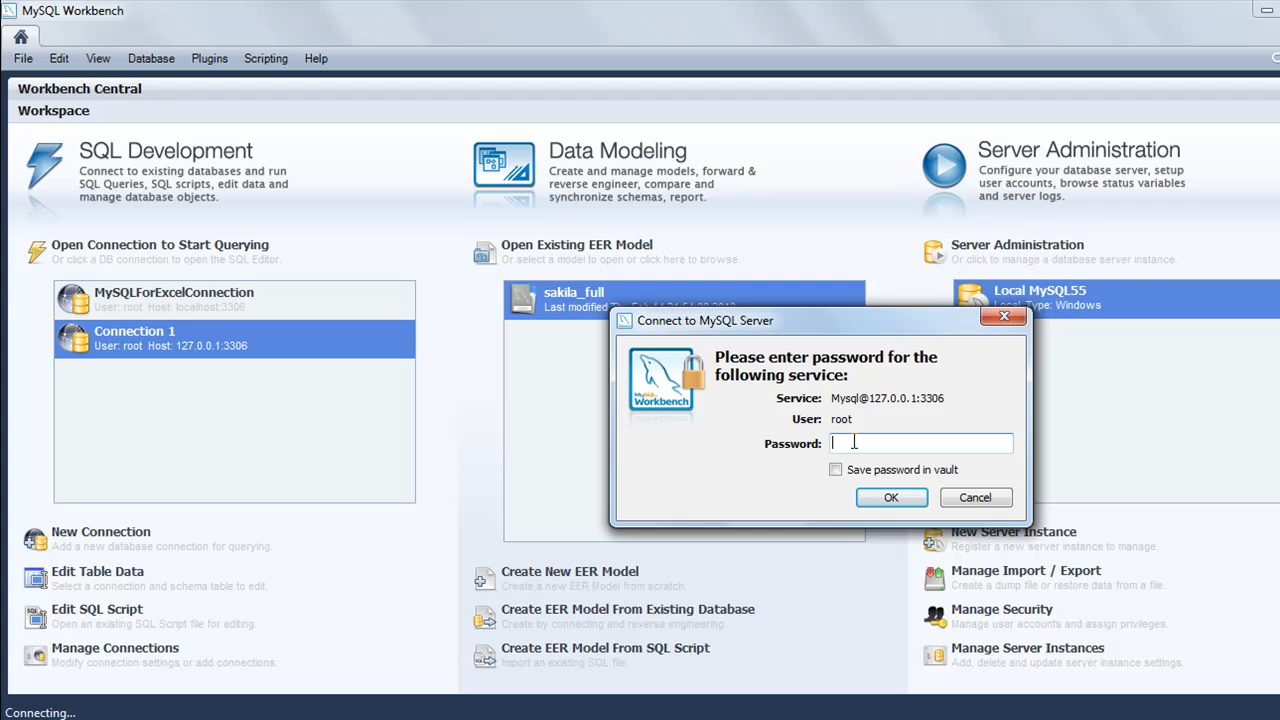 MySQL Workbench
File Edit View Database Plugins Scripting Help
Workbench Central
Workspace
SQL Development
Connect to existing databases and run
SQL Queries, SQL scripts, edit data and
manage database objects.
Open Connection to Start Querying
Or click a DB connection to open the SQL Editor.
MySQLForExcelConnection
User: root Host: localhost:3306
Connection 1
User: root Host: 127.0.0.1:3306
New Connection
Add a new database connection for querying.
Edit Table Data
Select a connection and schema table to edit.
Edit SQL Script
Open an existing SQL Script file for editing.
Manage Connections
Modify connection settings or add connections.
Data Modeling
Create and manage models, forward &
reverse engineer, compare and
synchronize schemas, report.
Open Existing EER Model
Or select a model to open or click here to browse.
sakila_full
Last modified
Create New EER Model
Create a new EER Model from scratch.
Create EER Model From Existing Database
Create by connecting and reverse engineering.
Create EER Model From SQL Script
Import an existing SQL file.
Server Administration
Configure your database server, setup
user accounts, browse status variables
and server logs.
Server Administration
Or click to manage a database server instance.
Local MySQL55
Local Type: Windows
New Server Instance
Register a new server instance to manage.
Manage Import / Export
Create a dump file or restore data from a file.
Manage Security
Manage user accounts and assign privileges.
Manage Server Instances
Add, delete and update server instance settings.
Connect to MySQL Server
MySQL
Workbench
Please enter password for the
following service:
Service: Mysql@127.0.0.1:3306
User: root
Password:
Save password in vault
OK Cancel
Connecting...